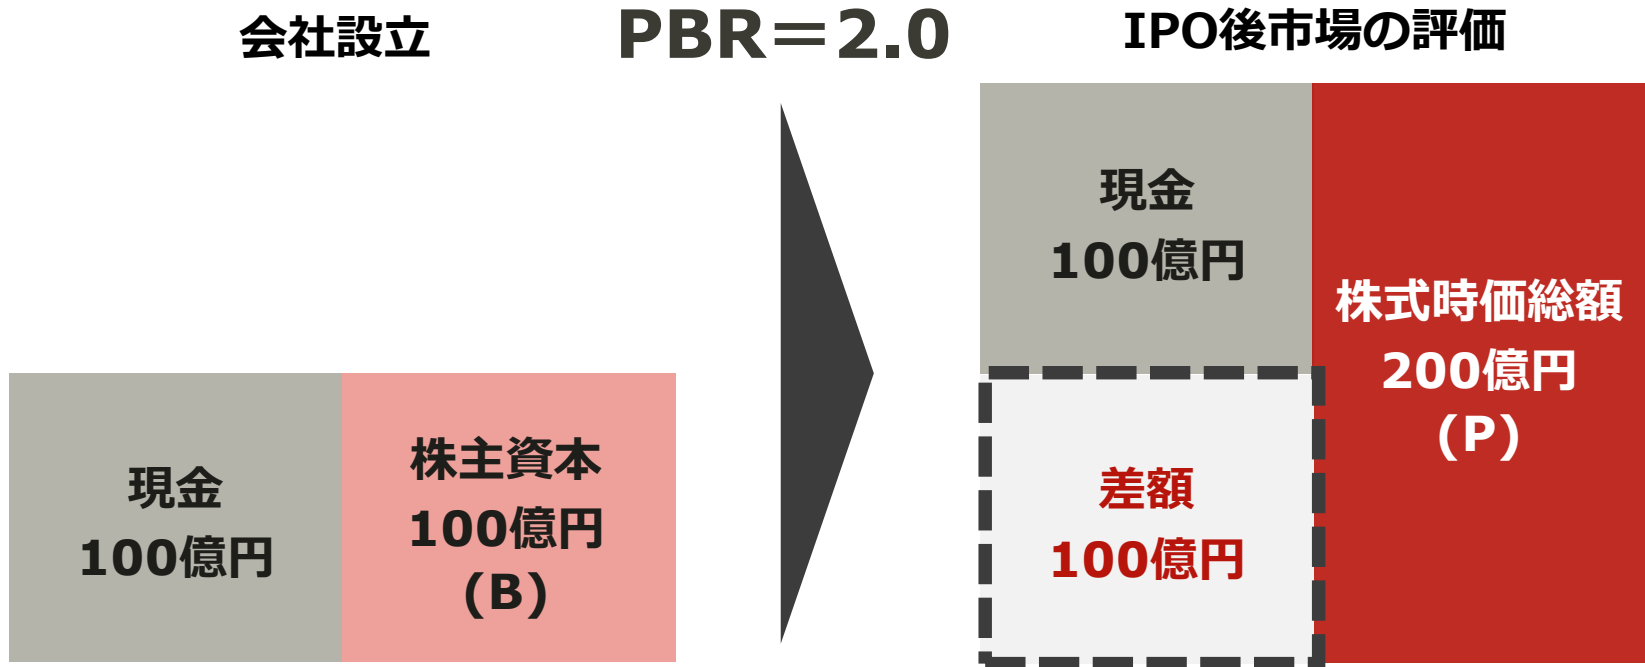 会社設立
PBR＝2.0
IPO後市場の評価
現金
100億円
株主資本
100億円
(B)
現金
100億円
差額
100億円
株式時価総額
200億円
(P)